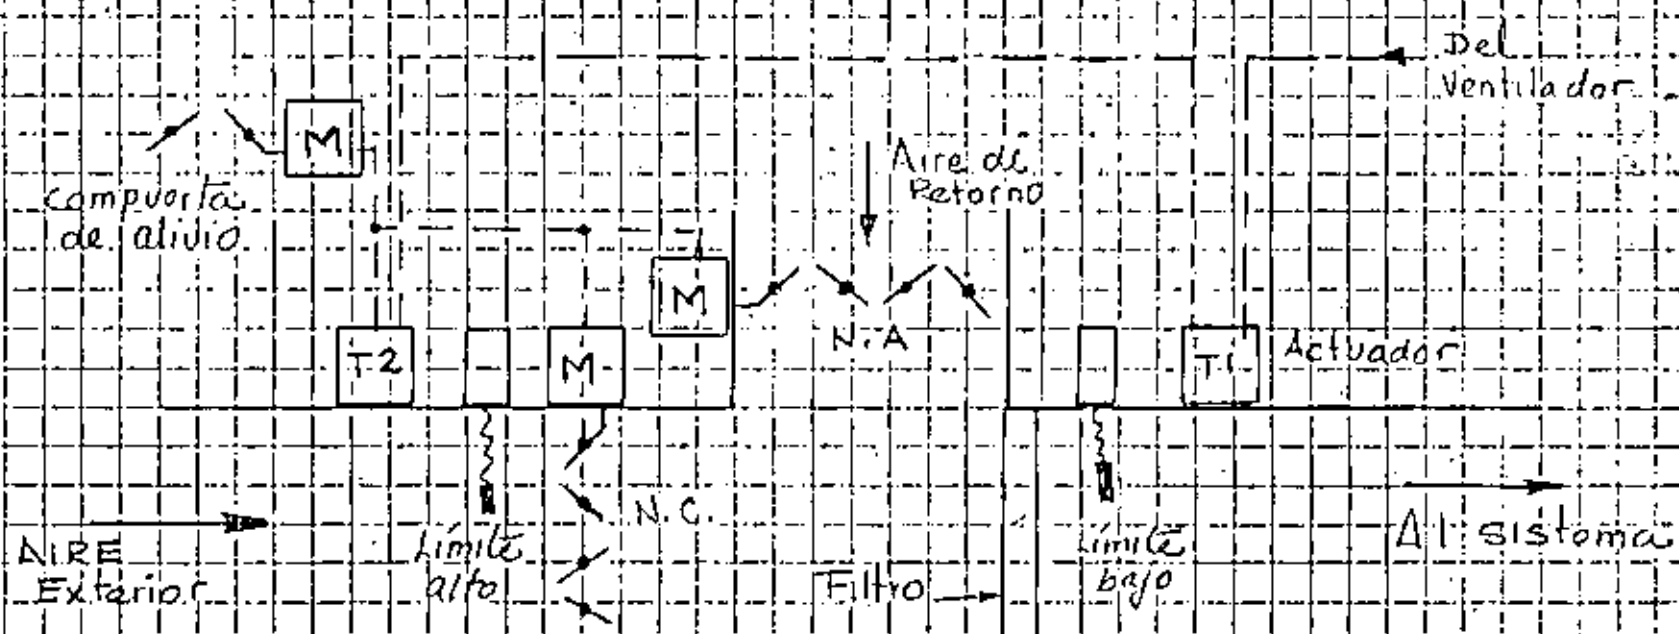 Del
Ventilador
M
Aire de
Retorno
compuerta
de alivio
M
N.A
T2
M
T1
Actuador
N.C.
AIRE
Exterior
Límite
alto
Filtro
Límite
bajo
Al sistema